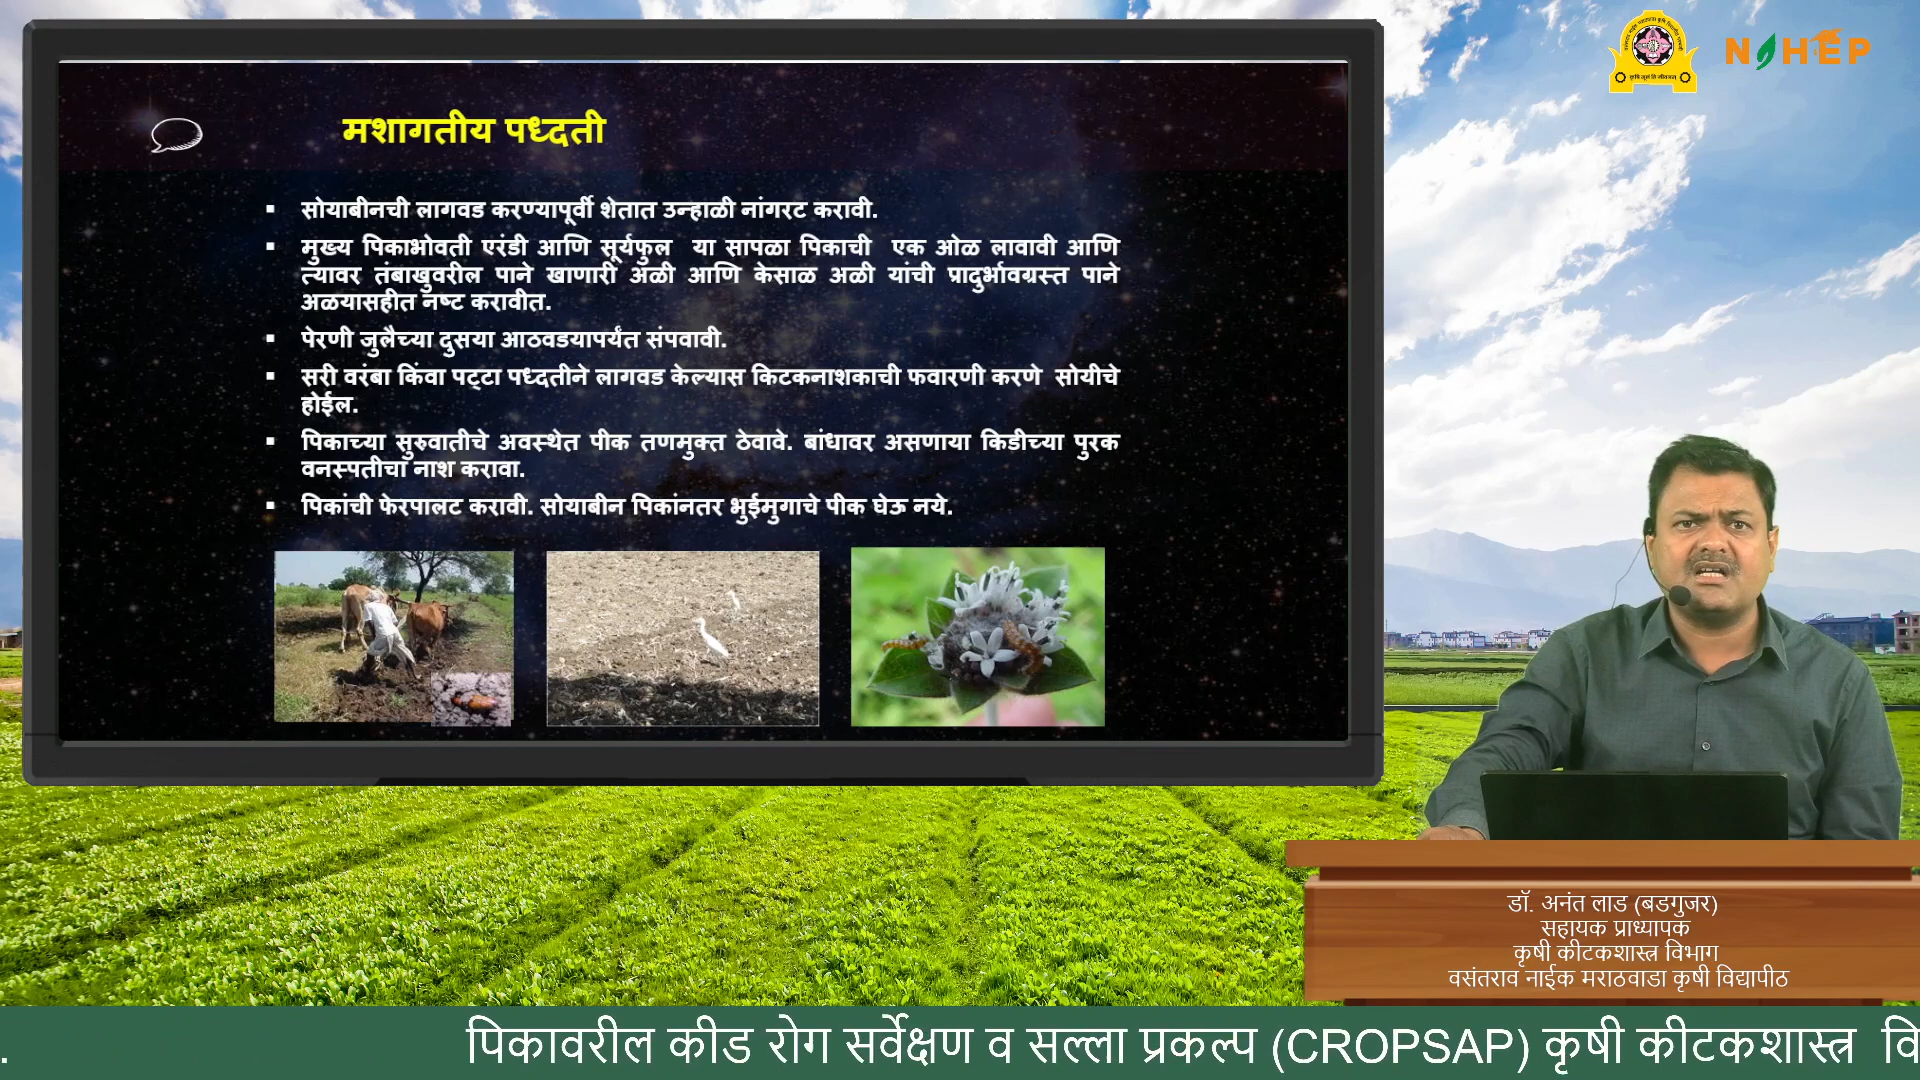 मशागतीय पध्दती
▪ सोयाबीनची लागवड करण्यापूर्वी शेतात उन्हाळी नांगरट करावी.
▪ मुख्य पिकाभोवती एरंडी आणि सूर्यफुल या सापळा पिकाची एक ओळ लावावी आणि
त्यावर तंबाखुवरील पाने खाणारी अळी आणि केसाळ अळी यांची प्रादुर्भावग्रस्त पाने
अळयासहीत नष्ट करावीत.
▪ पेरणी जुलैच्या दुसया आठवडयापर्यंत संपवावी.
▪ सरी वरंबा किंवा पट्टा पध्दतीने लागवड केल्यास किटकनाशकाची फवारणी करणे सोयीचे
होईल.
▪ पिकाच्या सुरुवातीचे अवस्थेत पीक तणमुक्त ठेवावे. बांधावर असणाया किडीच्या पुरक
वनस्पतीचा नाश करावा.
▪ पिकांची फेरपालट करावी. सोयाबीन पिकांनतर भुईमुगाचे पीक घेऊ नये.
NAHEP
डॉ. अनंत लाड (बडगुजर)
सहायक प्राध्यापक
कृषी कीटकशास्त्र विभाग
वसंतराव नाईक मराठवाडा कृषी विद्यापीठ
. पिकावरील कीड रोग सर्वेक्षण व सल्ला प्रकल्प (CROPSAP) कृषी कीटकशास्त्र वि